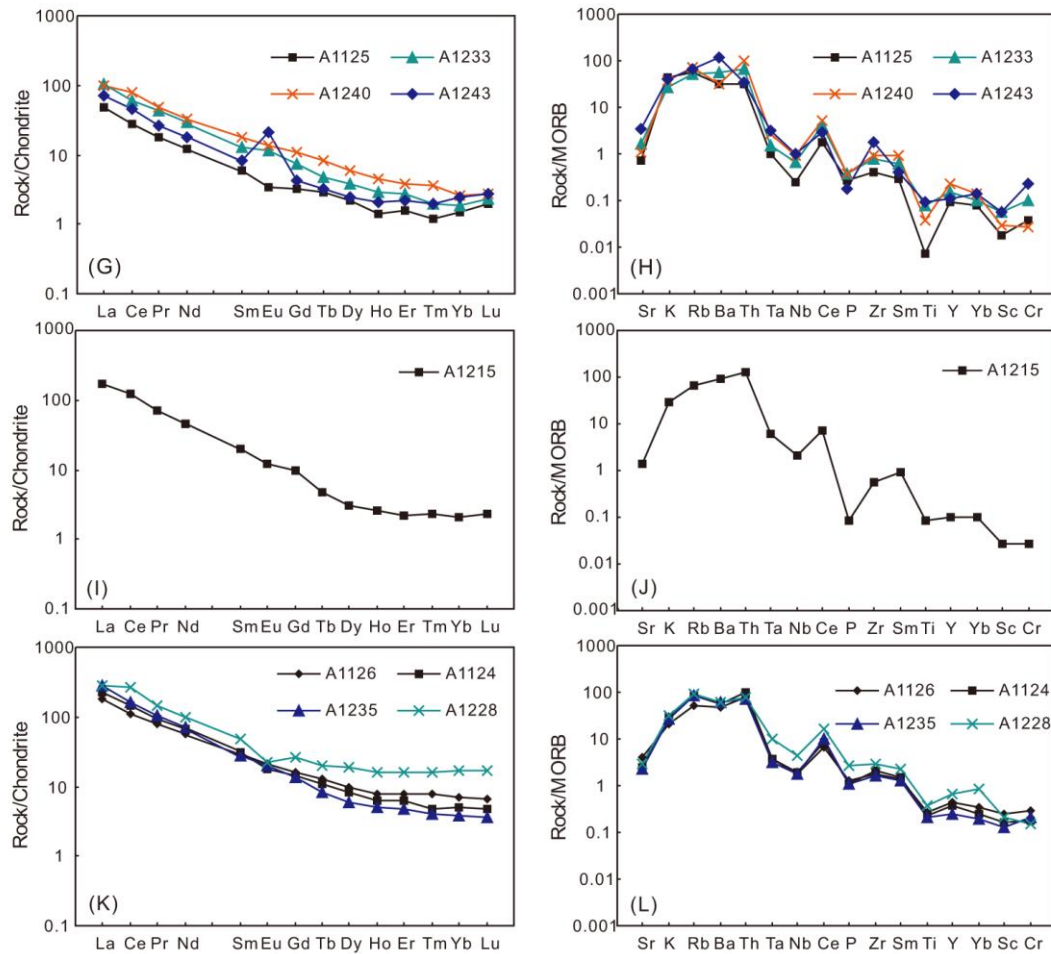 1000
100
10
1
0.1
Rock/Chondrite
A1125
A1233
A1240
A1243
(G)
La Ce Pr Nd Sm Eu Gd Tb Dy Ho Er Tm Yb Lu
1000
100
10
1
0.1
0.01
0.001
Rock/MORB
A1125
A1233
A1240
A1243
(H)
Sr K Rb Ba Th Ta Nb Ce P Zr Sm Ti Y Yb Sc Cr
1000
100
10
1
0.1
Rock/Chondrite
A1215
(I)
La Ce Pr Nd Sm Eu Gd Tb Dy Ho Er Tm Yb Lu
1000
100
10
1
0.1
0.01
0.001
Rock/MORB
A1215
(J)
Sr K Rb Ba Th Ta Nb Ce P Zr Sm Ti Y Yb Sc Cr
1000
100
10
1
0.1
Rock/Chondrite
A1126
A1124
A1235
A1228
(K)
La Ce Pr Nd Sm Eu Gd Tb Dy Ho Er Tm Yb Lu
1000
100
10
1
0.1
0.01
0.001
Rock/MORB
A1126
A1124
A1235
A1228
(L)
Sr K Rb Ba Th Ta Nb Ce P Zr Sm Ti Y Yb Sc Cr